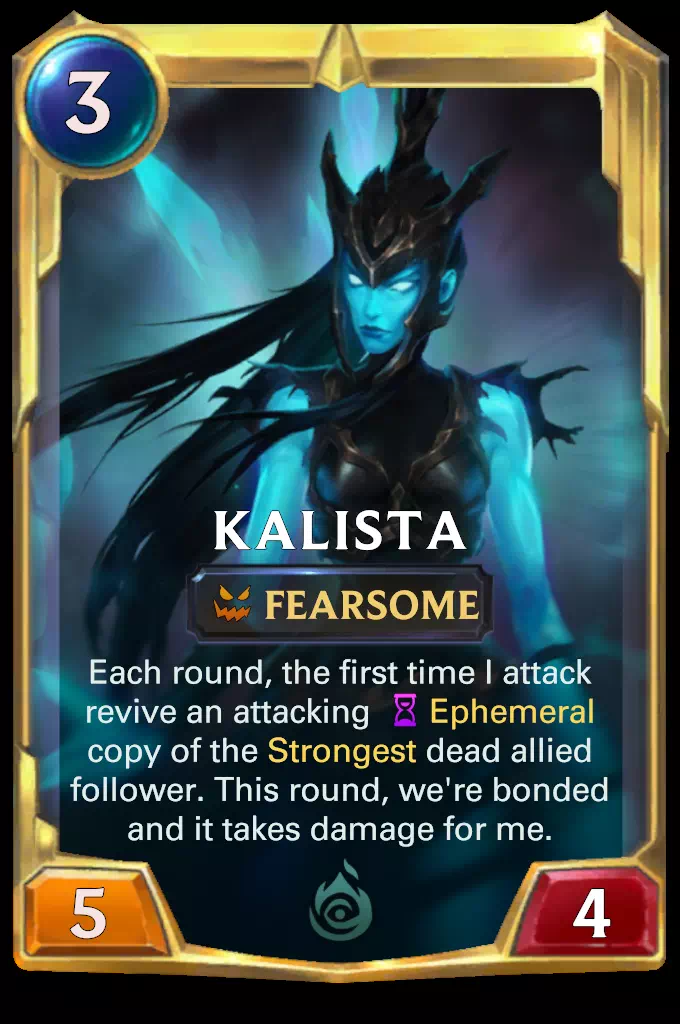 3
KALISTA
FEARSOME
Each round, the first time I attack
revive an attacking Ephemeral
copy of the Strongest dead allied
follower. This round, we're bonded
and it takes damage for me.
5 4